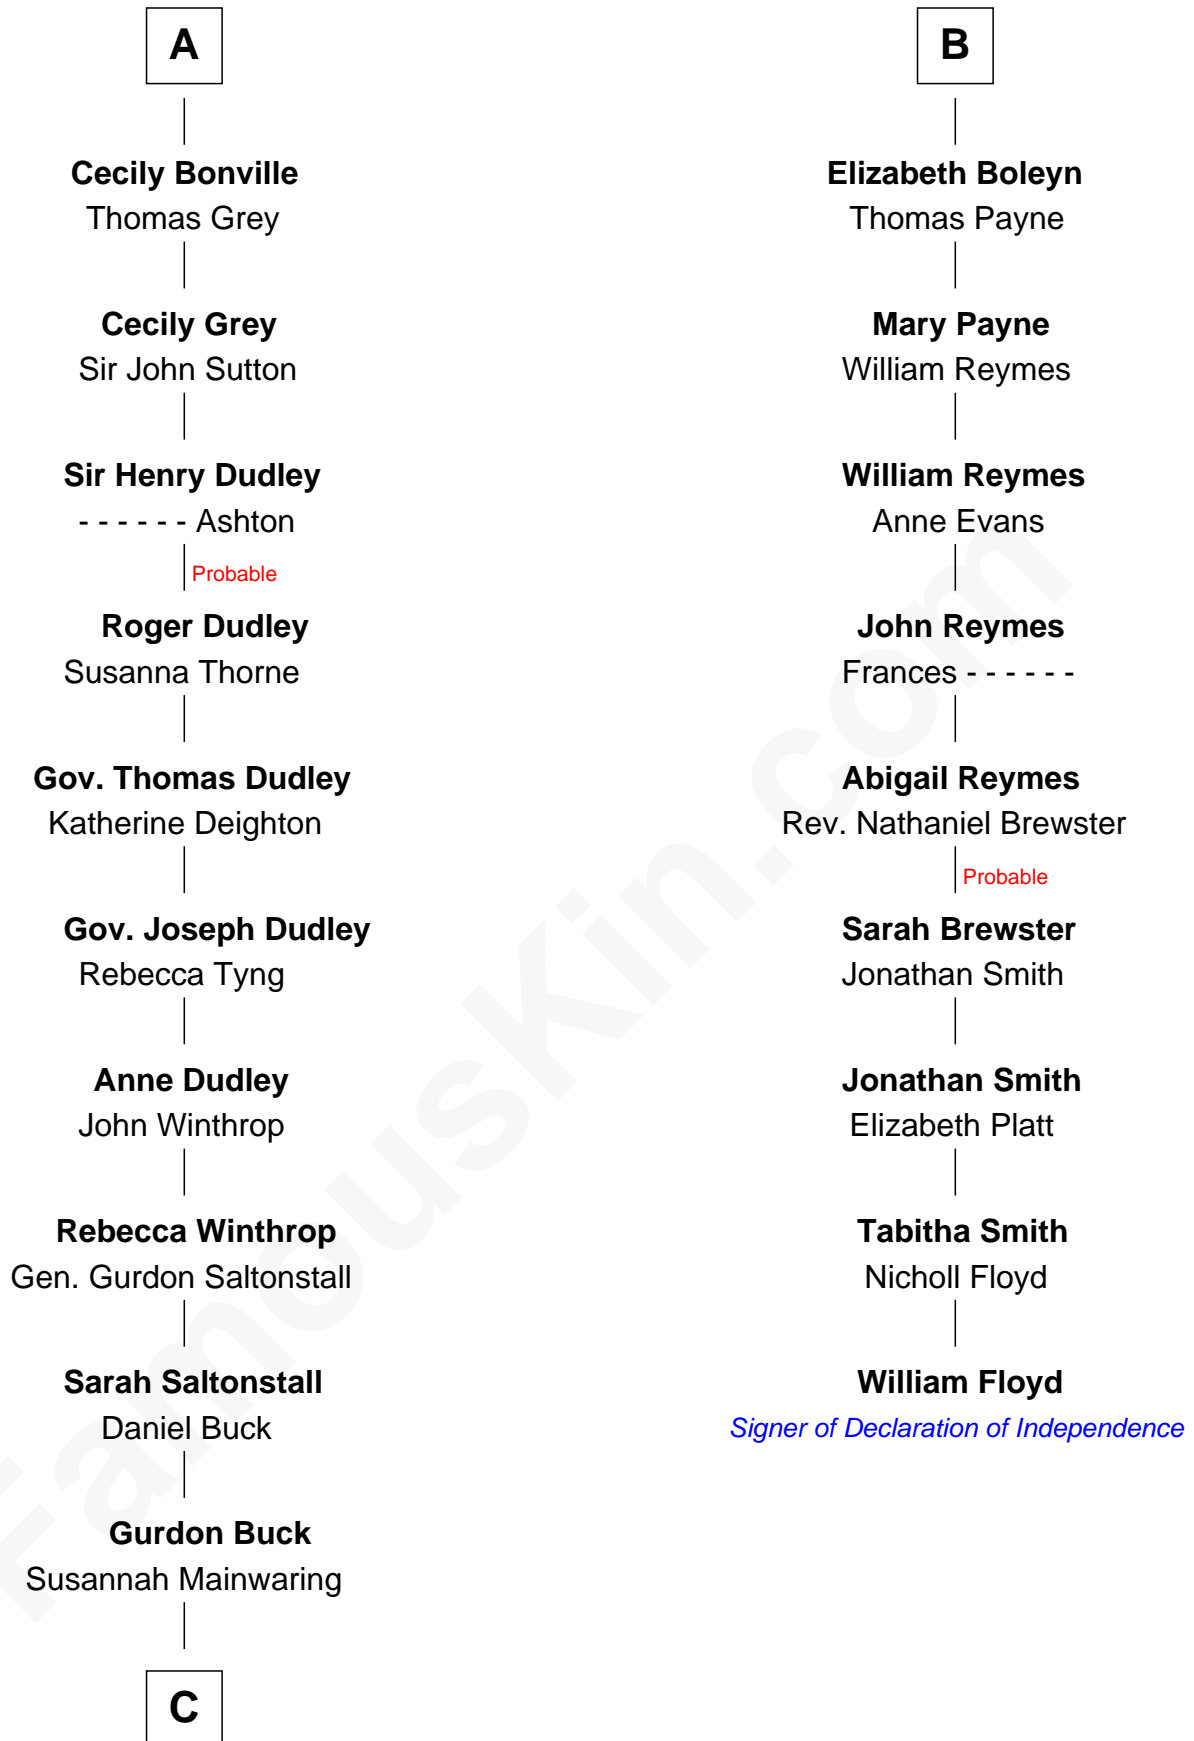 A
Cecily Bonville
Thomas Grey
Cecily Grey
Sir John Sutton
Sir Henry Dudley
- - - - - - Ashton
Probable
Roger Dudley
Susanna Thorne
Gov. Thomas Dudley
Katherine Deighton
Gov. Joseph Dudley
Rebecca Tyng
Anne Dudley
John Winthrop
Rebecca Winthrop
Gen. Gurdon Saltonstall
Sarah Saltonstall
Daniel Buck
Gurdon Buck
Susannah Mainwaring
C
B
Elizabeth Boleyn
Thomas Payne
Mary Payne
William Reymes
William Reymes
Anne Evans
John Reymes
Frances - - - - - -
Abigail Reymes
Rev. Nathaniel Brewster
Probable
Sarah Brewster
Jonathan Smith
Jonathan Smith
Elizabeth Platt
Tabitha Smith
Nicholl Floyd
William Floyd
Signer of Declaration of Independence
FamousKin.com